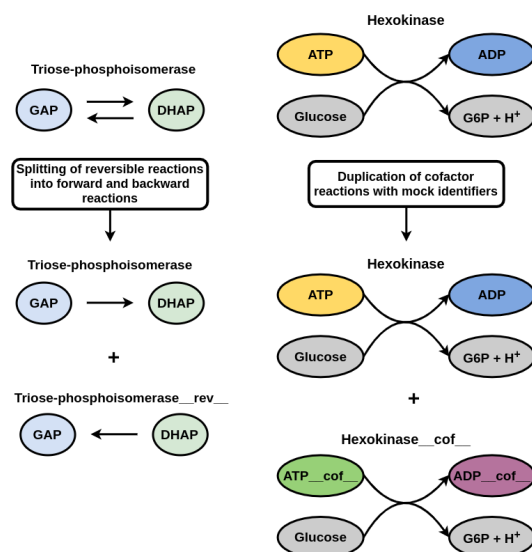 Triose-phosphoisomerase
GAP
DHAP
Splitting of reversible reactions
into forward and backward
reactions
Triose-phosphoisomerase
GAP
DHAP
+
Triose-phosphoisomerase__rev__
GAP
DHAP
Hexokinase
ATP
ADP
Glucose
G6P + H+
Duplication of cofactor
reactions with mock identifiers
Hexokinase
ATP
ADP
Glucose
G6P + H+
+
Hexokinase__cof__
ATP__cof__
ADP__cof__
Glucose
G6P + H+